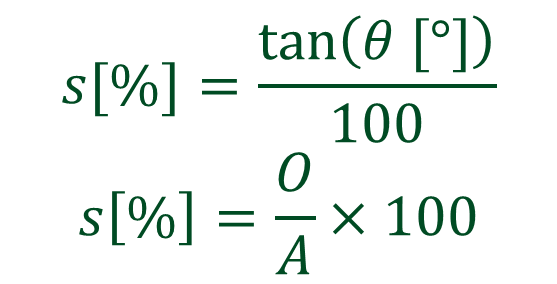 s[%] = tan(θ [°]) / 100
s[%] = O / A × 100